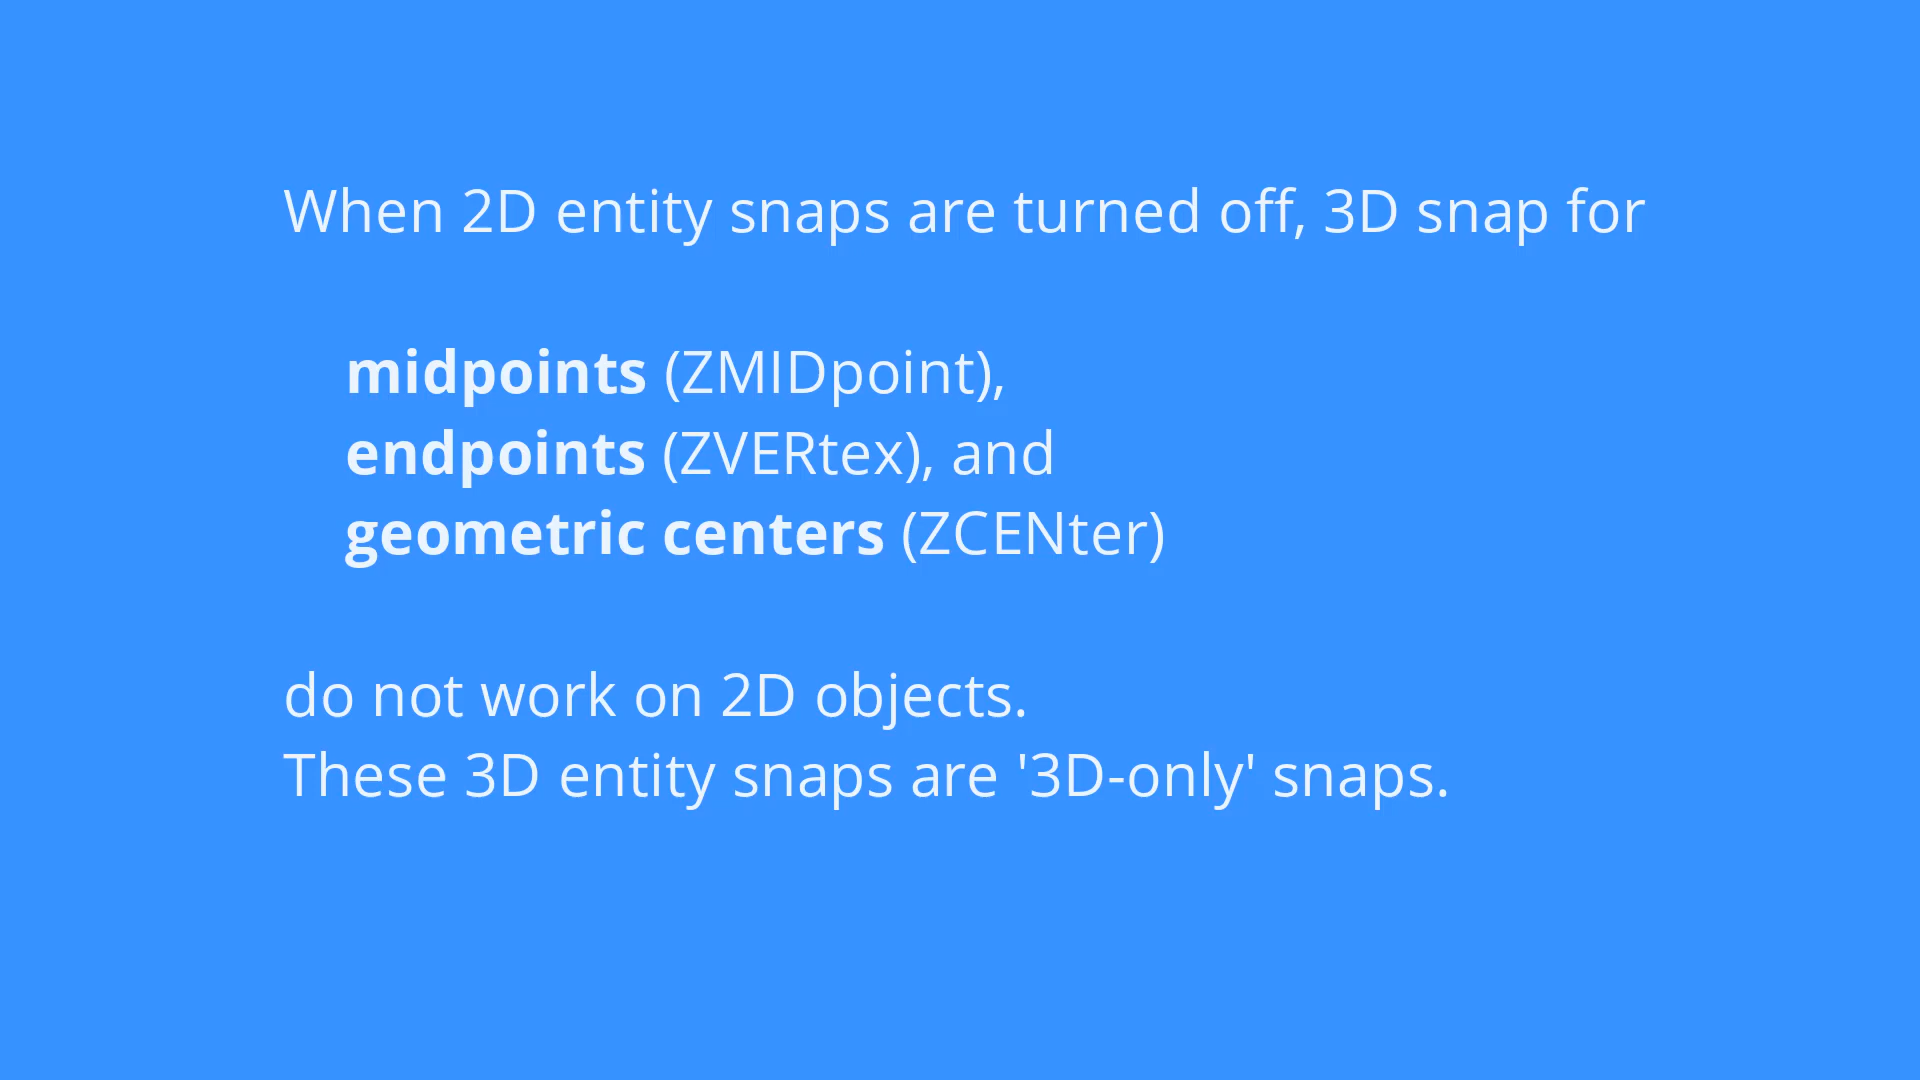 When 2D entity snaps are turned off, 3D snap for
midpoints (ZMIDpoint),
endpoints (ZVERtex), and
geometric centers (ZCENter)
do not work on 2D objects.
These 3D entity snaps are '3D-only' snaps.